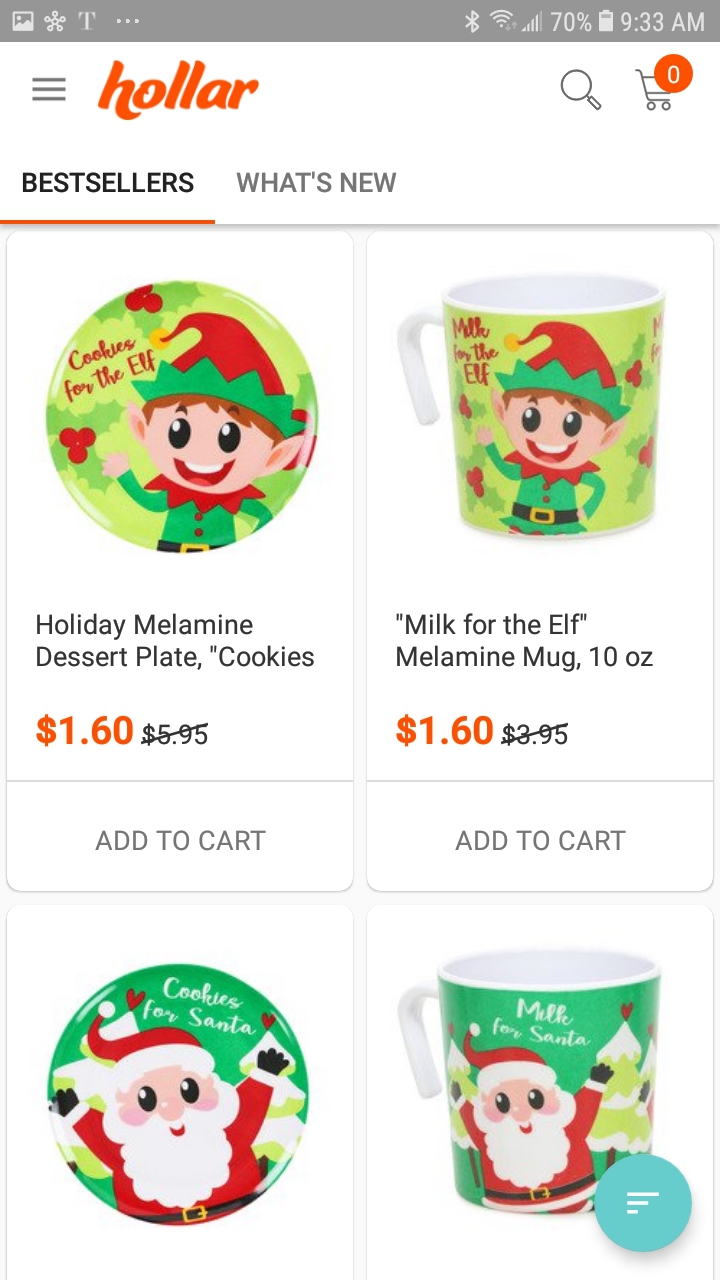 T ... 70% 9:33 AM
hollar
0
BESTSELLERS WHAT'S NEW
Cookies
for the Elf
Milk
for the
Elf
Holiday Melamine
Dessert Plate, "Cookies
$1.60 $5.95
ADD TO CART
"Milk for the Elf"
Melamine Mug, 10 oz
$1.60 $3.95
ADD TO CART
Cookies
for Santa
Milk
for Santa